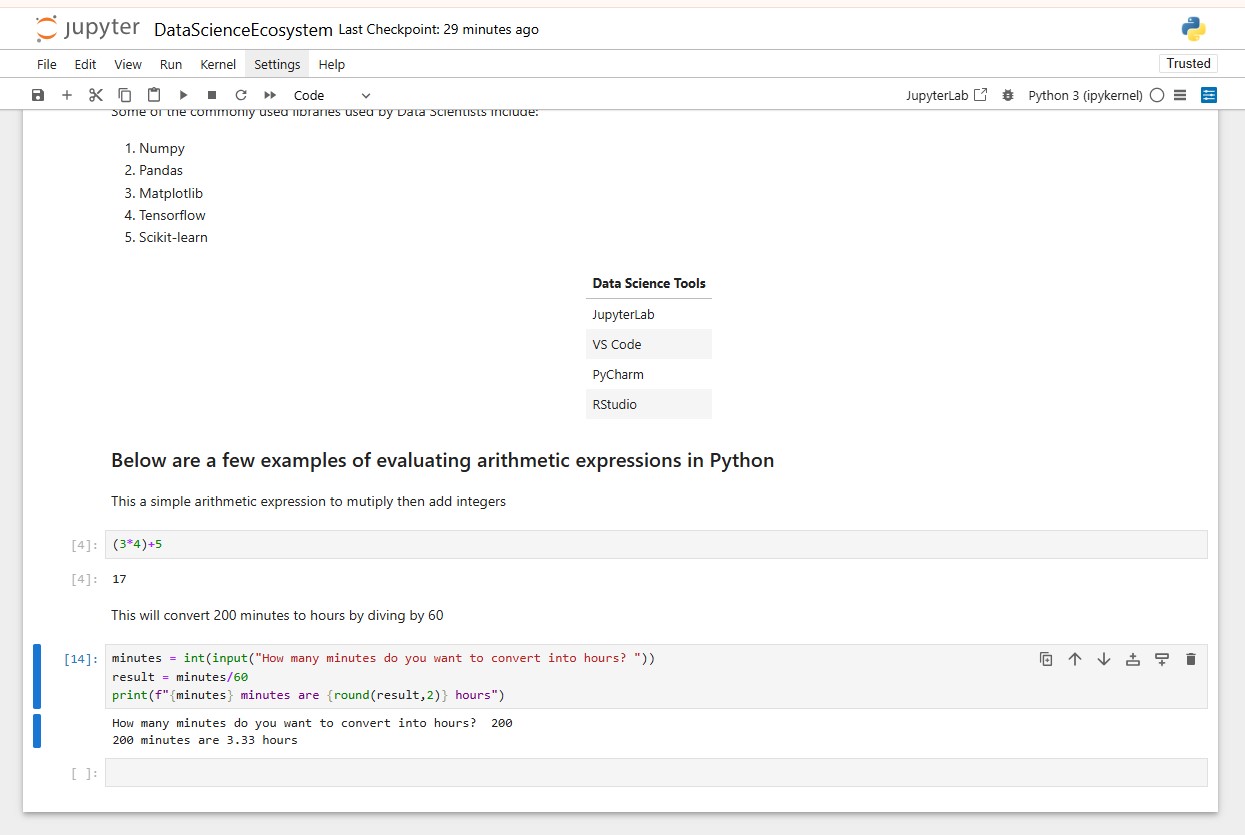 jupyter DataScienceEcosystem Last Checkpoint: 29 minutes ago
File Edit View Run Kernel Settings Help Trusted
Code JupyterLab Python 3 (ipykernel)
Some of the commonly used libraries used by Data Scientists include:
1. Numpy
2. Pandas
3. Matplotlib
4. Tensorflow
5. Scikit-learn
Data Science Tools
JupyterLab
VS Code
PyCharm
RStudio
Below are a few examples of evaluating arithmetic expressions in Python
This a simple arithmetic expression to mutiply then add integers
[4]: (3*4)+5
[4]: 17
This will convert 200 minutes to hours by diving by 60
[14]: minutes = int(input("How many minutes do you want to convert into hours? "))
result = minutes/60
print(f"{minutes} minutes are {round(result,2)} hours")
How many minutes do you want to convert into hours?  200
200 minutes are 3.33 hours
[ ]: